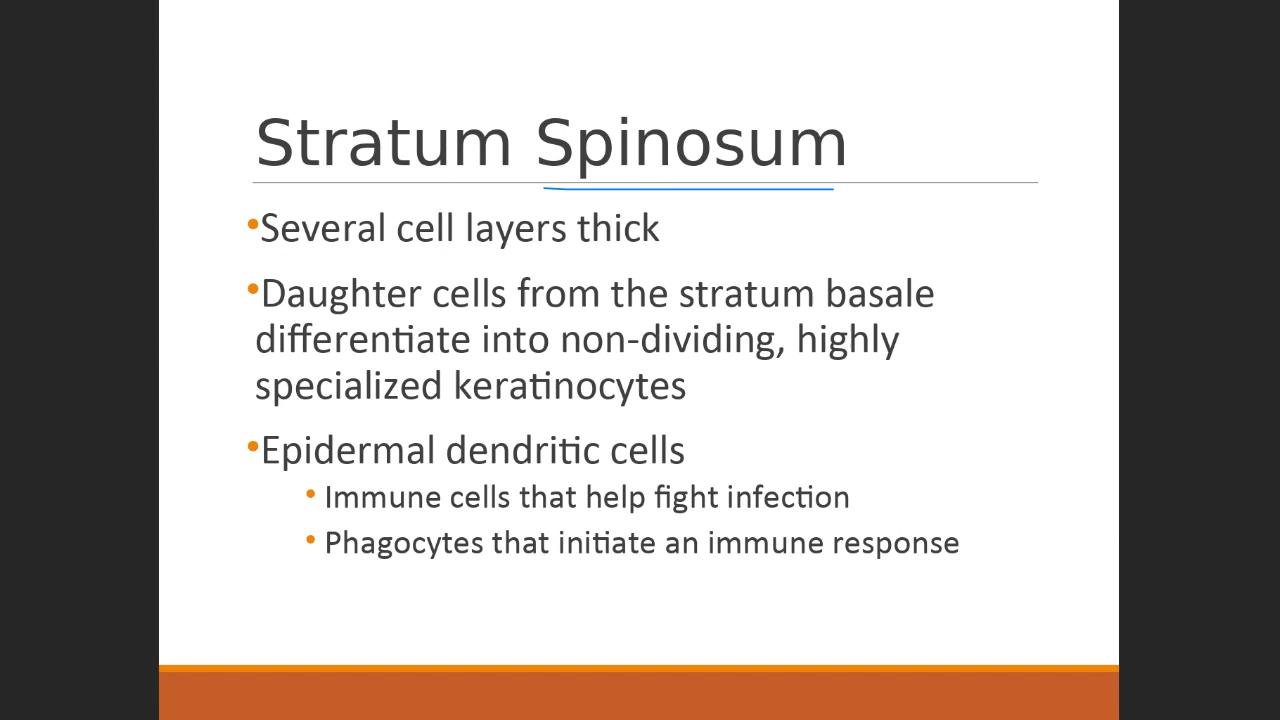 Stratum Spinosum
•Several cell layers thick
•Daughter cells from the stratum basale
differentiate into non-dividing, highly
specialized keratinocytes
•Epidermal dendritic cells
• Immune cells that help fight infection
• Phagocytes that initiate an immune response